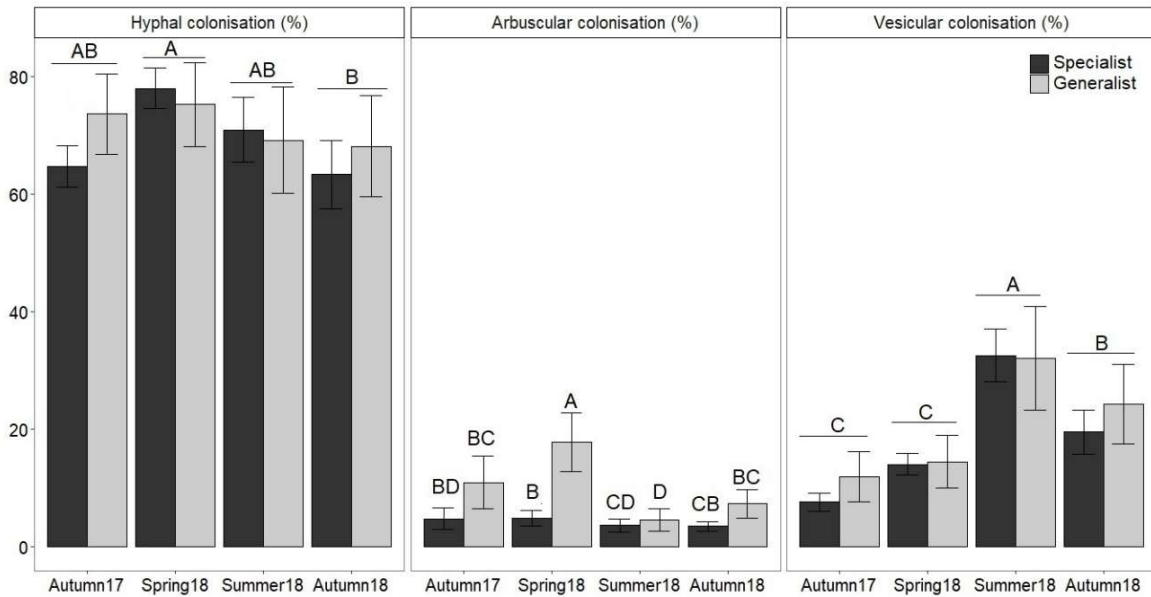 Hyphal colonisation (%)
Arbuscular colonisation (%)
Vesicular colonisation (%)
Specialist
Generalist
80
60
40
20
0
AB
A
AB
B
BD
BC
B
A
CD
D
CB
BC
C
C
A
B
Autumn17
Spring18
Summer18
Autumn18
Autumn17
Spring18
Summer18
Autumn18
Autumn17
Spring18
Summer18
Autumn18